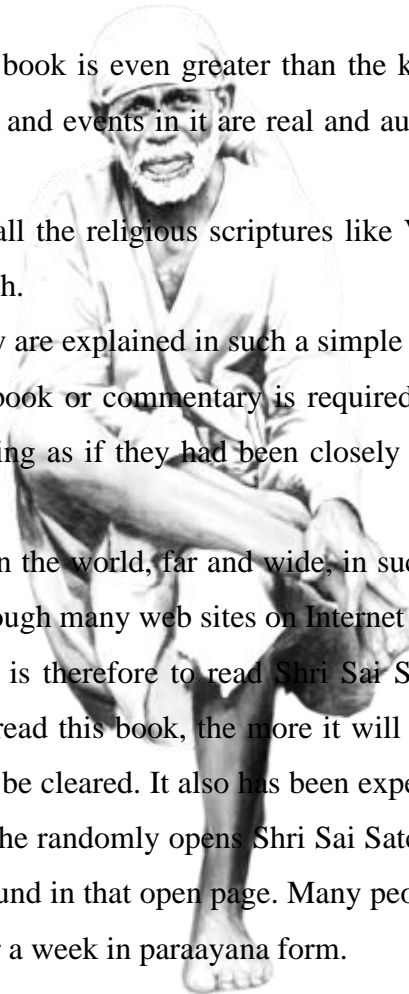 book is even greater than the k
and events in it are real and au
all the religious scriptures like V
h.
y are explained in such a simple
book or commentary is required
ing as if they had been closely
n the world, far and wide, in suc
ough many web sites on Internet
is therefore to read Shri Sai S
read this book, the more it will
be cleared. It also has been expe
he randomly opens Shri Sai Satc
und in that open page. Many peo
r a week in paraayana form.